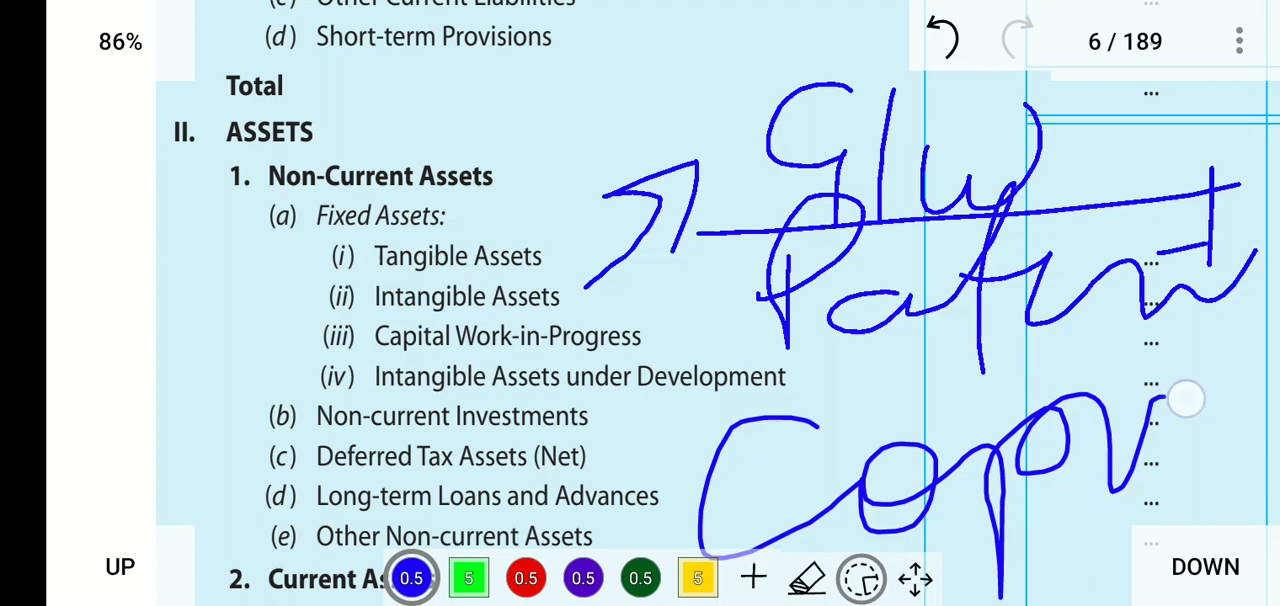 (c) Other Current Liabilities ...
86%
(d) Short-term Provisions
6 / 189
Total ...
II. ASSETS
1. Non-Current Assets
(a) Fixed Assets:
(i) Tangible Assets ...
(ii) Intangible Assets ...
(iii) Capital Work-in-Progress ...
(iv) Intangible Assets under Development ...
(b) Non-current Investments ..
(c) Deferred Tax Assets (Net) ...
(d) Long-term Loans and Advances ...
(e) Other Non-current Assets ...
2. Current As
G/w
Patent
Copy
UP
0.5 5 0.5 0.5 0.5 5
DOWN